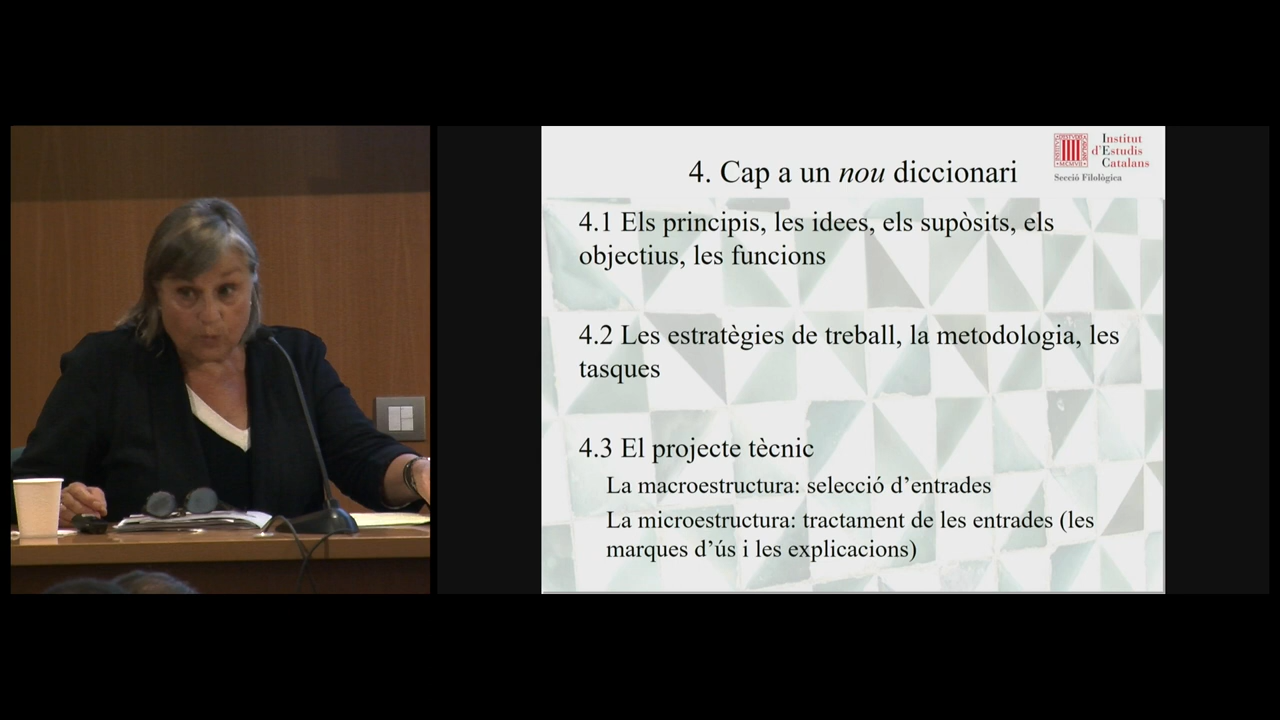 4. Cap a un nou diccionari
Institut
d'Estudis
Catalans
Secció Filològica
4.1 Els principis, les idees, els supòsits, els
objectius, les funcions
4.2 Les estratègies de treball, la metodologia, les
tasques
4.3 El projecte tècnic
La macroestructura: selecció d’entrades
La microestructura: tractament de les entrades (les
marques d’ús i les explicacions)